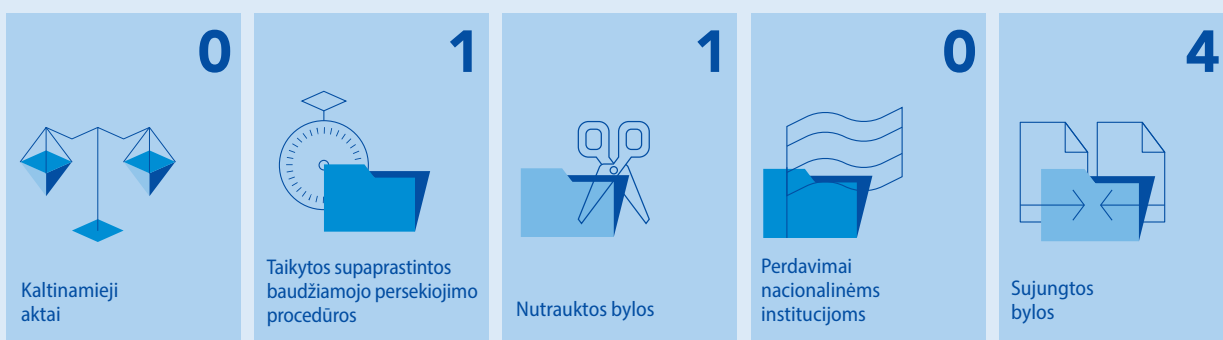 0
Kaltinamieji
aktai
1
Taikytos supaprastintos
baudžiamojo persekiojimo
procedūros
1
Nutrauktos bylos
0
Perdavimai
nacionalinėms
institucijoms
4
Sujungtos
bylos